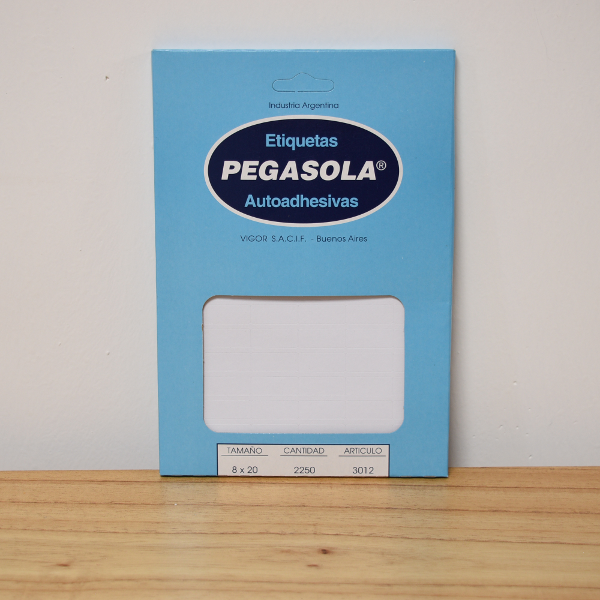 Industria Argentina
Etiquetas
PEGASOLA®
Autoadhesivas
VIGOR S.A.C.I.F. - Buenos Aires
TAMAÑO CANTIDAD ARTICULO
8 x 20 2250 3012